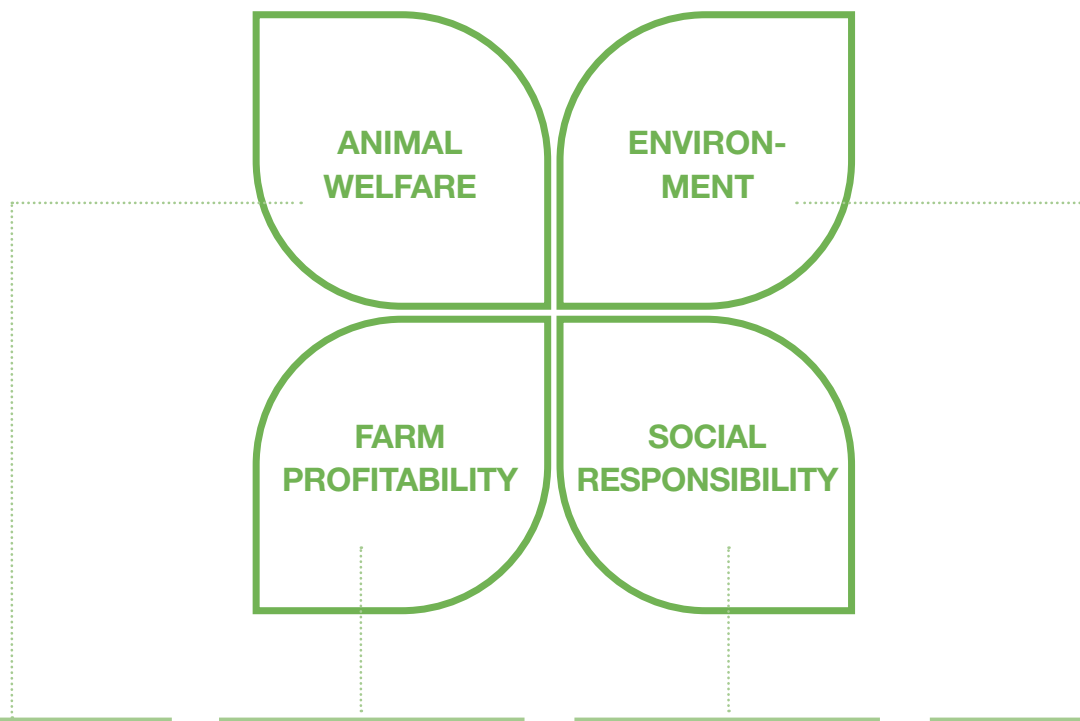 ANIMAL
WELFARE
ENVIRON-
MENT
FARM
PROFITABILITY
SOCIAL
RESPONSIBILITY